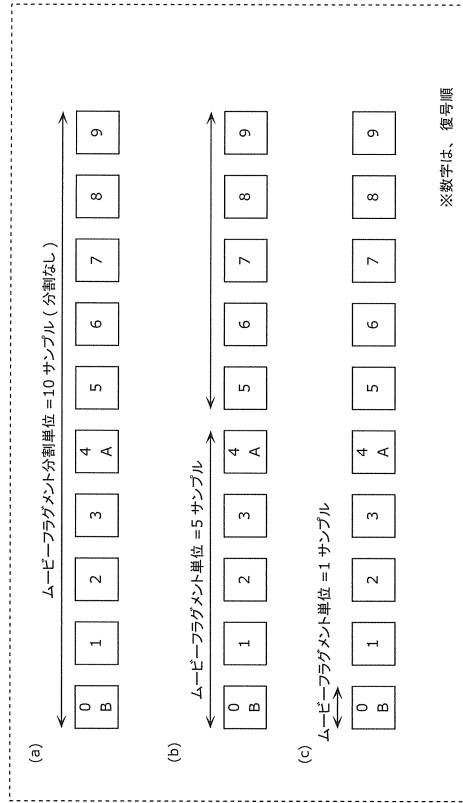 (a)
ムービーフラグメント分割単位 =10 サンプル ( 分割なし )
0 1 2 3 4 5 6 7 8 9
B A
(b)
ムービーフラグメント単位 =5 サンプル
0 1 2 3 4 5 6 7 8 9
B A
(c)
ムービーフラグメント単位 =1 サンプル
0 1 2 3 4 5 6 7 8 9
B A
※数字は、復号順